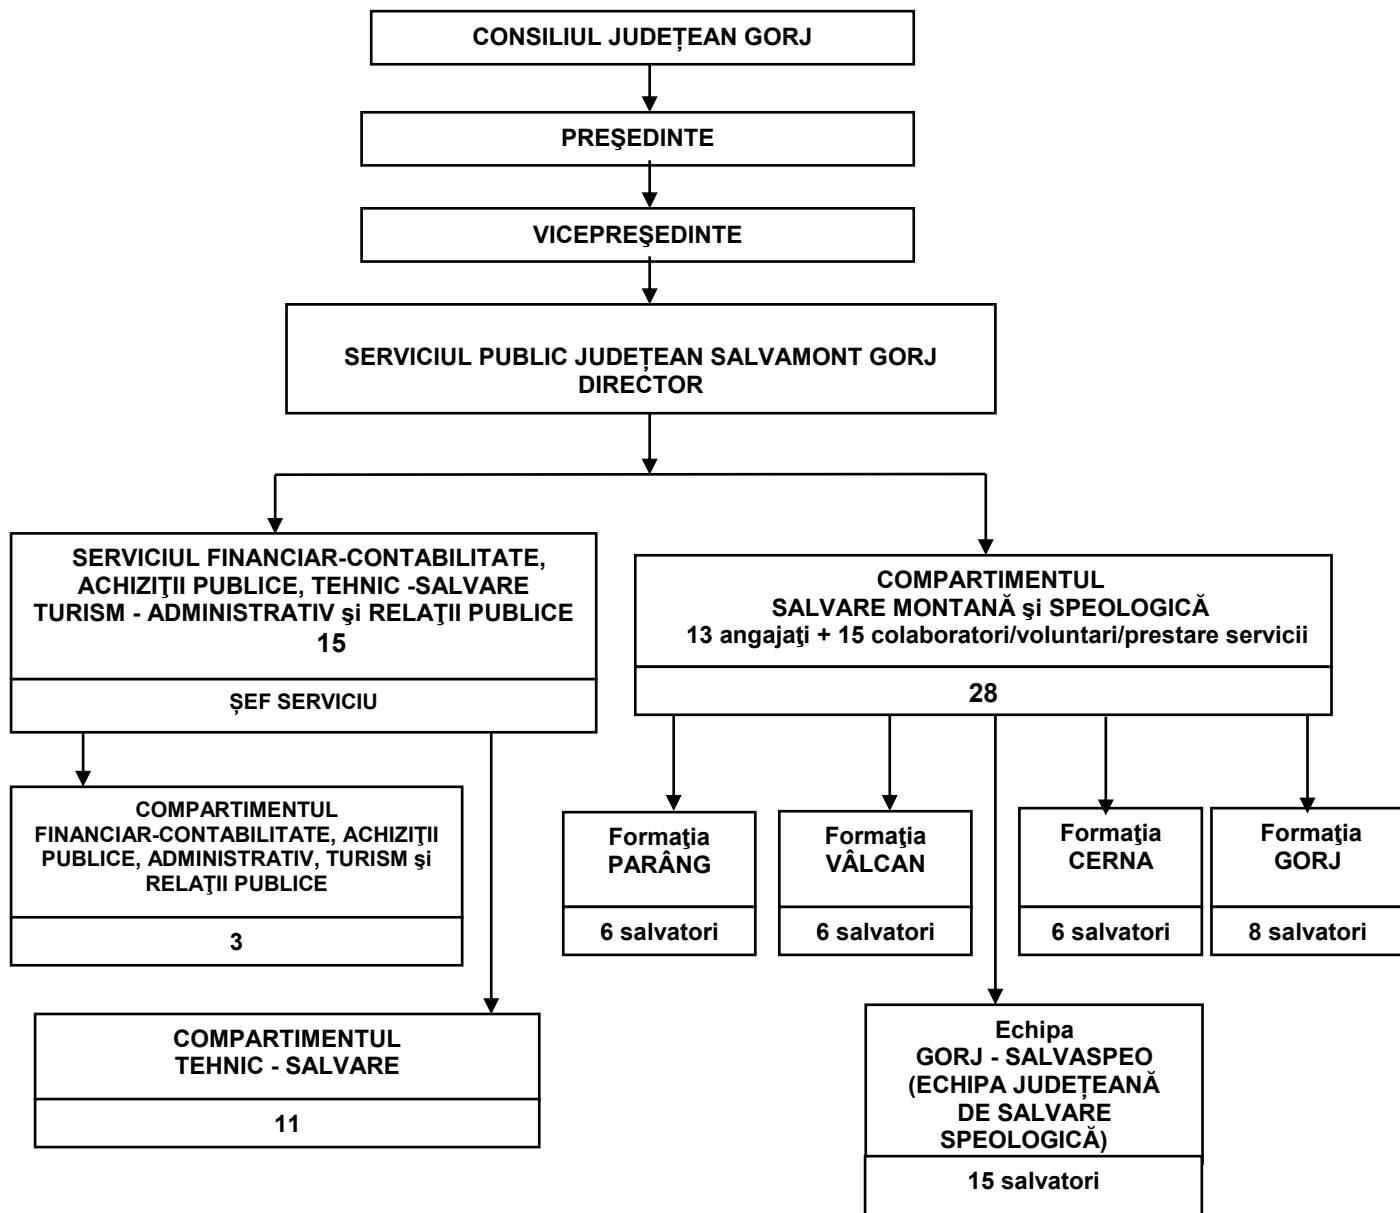 CONSILIUL JUDEȚEAN GORJ
PREŞEDINTE
VICEPREŞEDINTE
SERVICIUL PUBLIC JUDEȚEAN SALVAMONT GORJ
DIRECTOR
SERVICIUL FINANCIAR-CONTABILITATE,
ACHIZIŢII PUBLICE, TEHNIC -SALVARE
TURISM - ADMINISTRATIV şi RELAŢII PUBLICE
15
ȘEF SERVICIU
COMPARTIMENTUL
SALVARE MONTANĂ şi SPEOLOGICĂ
13 angajaţi + 15 colaboratori/voluntari/prestare servicii
28
COMPARTIMENTUL
FINANCIAR-CONTABILITATE, ACHIZIŢII
PUBLICE, ADMINISTRATIV, TURISM şi
RELAŢII PUBLICE
3
COMPARTIMENTUL
TEHNIC - SALVARE
11
Formaţia
PARÂNG
6 salvatori
Formaţia
VÂLCAN
6 salvatori
Formaţia
CERNA
6 salvatori
Formaţia
GORJ
8 salvatori
Echipa
GORJ - SALVASPEO
(ECHIPA JUDEȚEANĂ
DE SALVARE
SPEOLOGICĂ)
15 salvatori